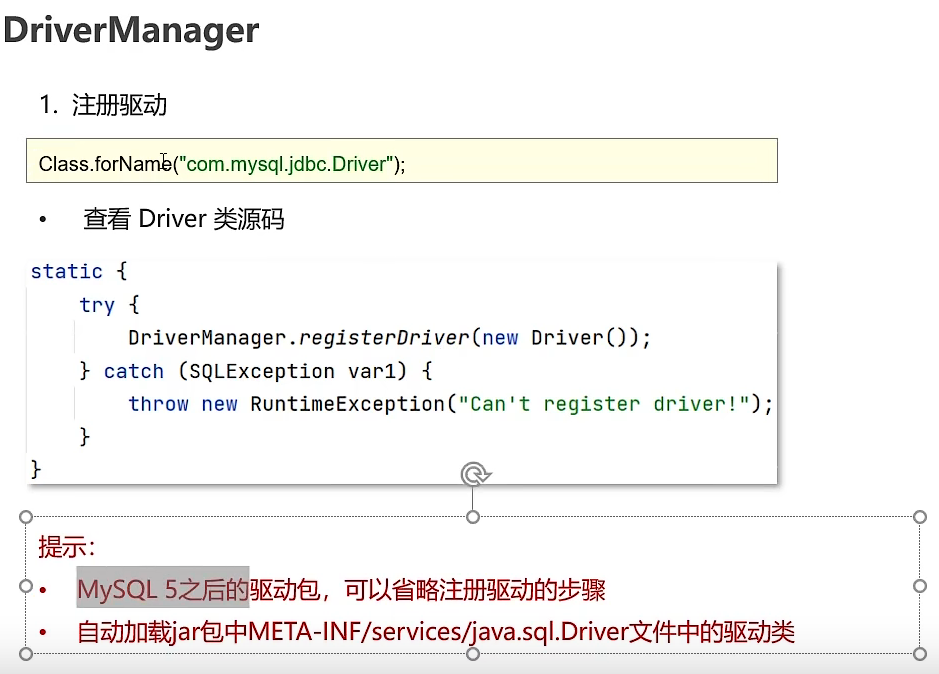 DriverManager
1. 注册驱动
Class.forName("com.mysql.jdbc.Driver");
• 查看 Driver 类源码
static {
    try {
        DriverManager.registerDriver(new Driver());
    } catch (SQLException var1) {
        throw new RuntimeException("Can't register driver!");
    }
}
提示：
• MySQL 5之后的驱动包，可以省略注册驱动的步骤
• 自动加载jar包中META-INF/services/java.sql.Driver文件中的驱动类